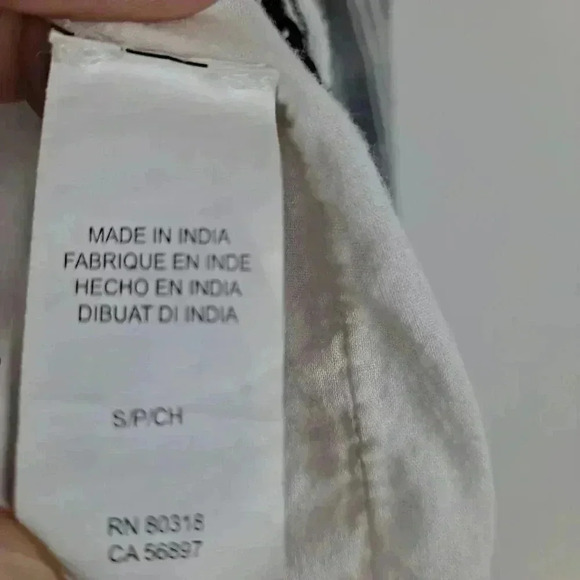 MADE IN INDIA
FABRIQUE EN INDE
HECHO EN INDIA
DIBUAT DI INDIA
S/P/CH
RN 80318
CA 56897